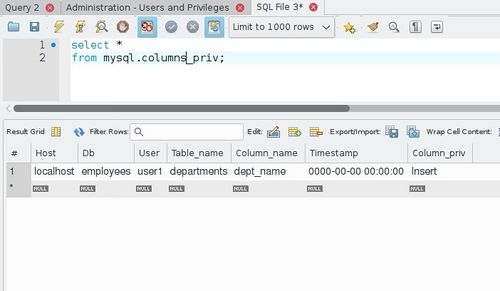 Query 2 Administration - Users and Privileges SQL File 3*
Limit to 1000 rows
1 select *
2 from mysql.columns_priv;
Result Grid Filter Rows: Edit: Export/Import: Wrap Cell Content:
# Host Db User Table_name Column_name Timestamp Column_priv
1 localhost employees user1 departments dept_name 0000-00-00 00:00:00 Insert
* NULL NULL NULL NULL NULL NULL NULL